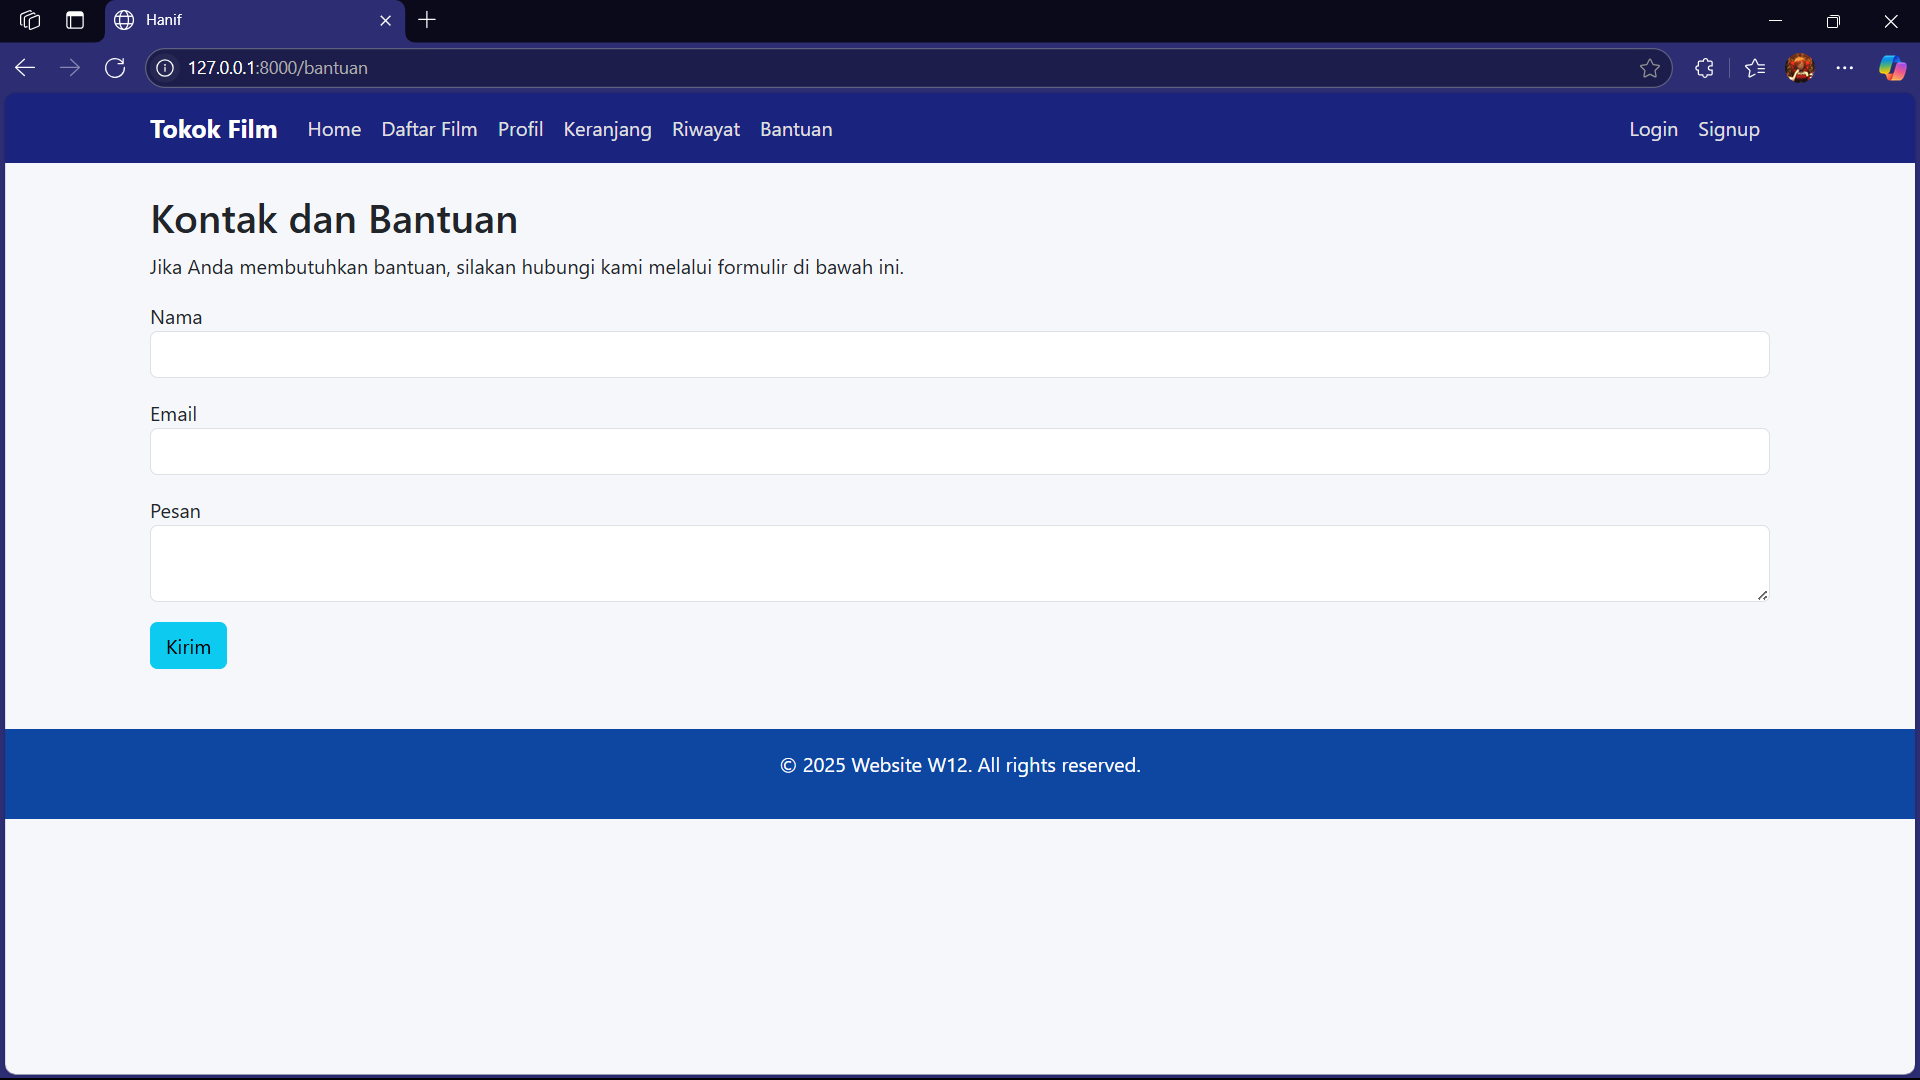 Hanif
127.0.0.1:8000/bantuan
Tokok Film Home Daftar Film Profil Keranjang Riwayat Bantuan Login Signup
Kontak dan Bantuan
Jika Anda membutuhkan bantuan, silakan hubungi kami melalui formulir di bawah ini.
Nama
Email
Pesan
Kirim
© 2025 Website W12. All rights reserved.